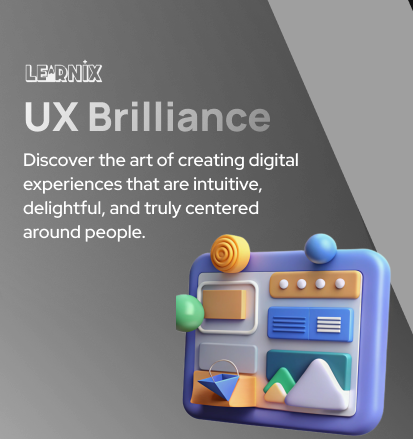 LEARNIX
UX Brilliance
Discover the art of creating digital
experiences that are intuitive,
delightful, and truly centered
around people.